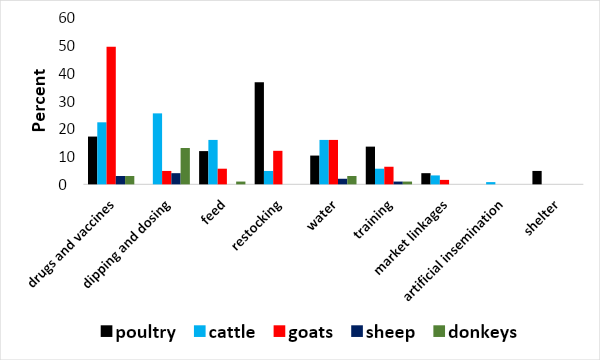 60
50
40
30
20
10
0
Percent
drugs and vaccines
dipping and dosing
feed
restocking
water
training
market linkages
artificial insemination
shelter
poultry cattle goats sheep donkeys